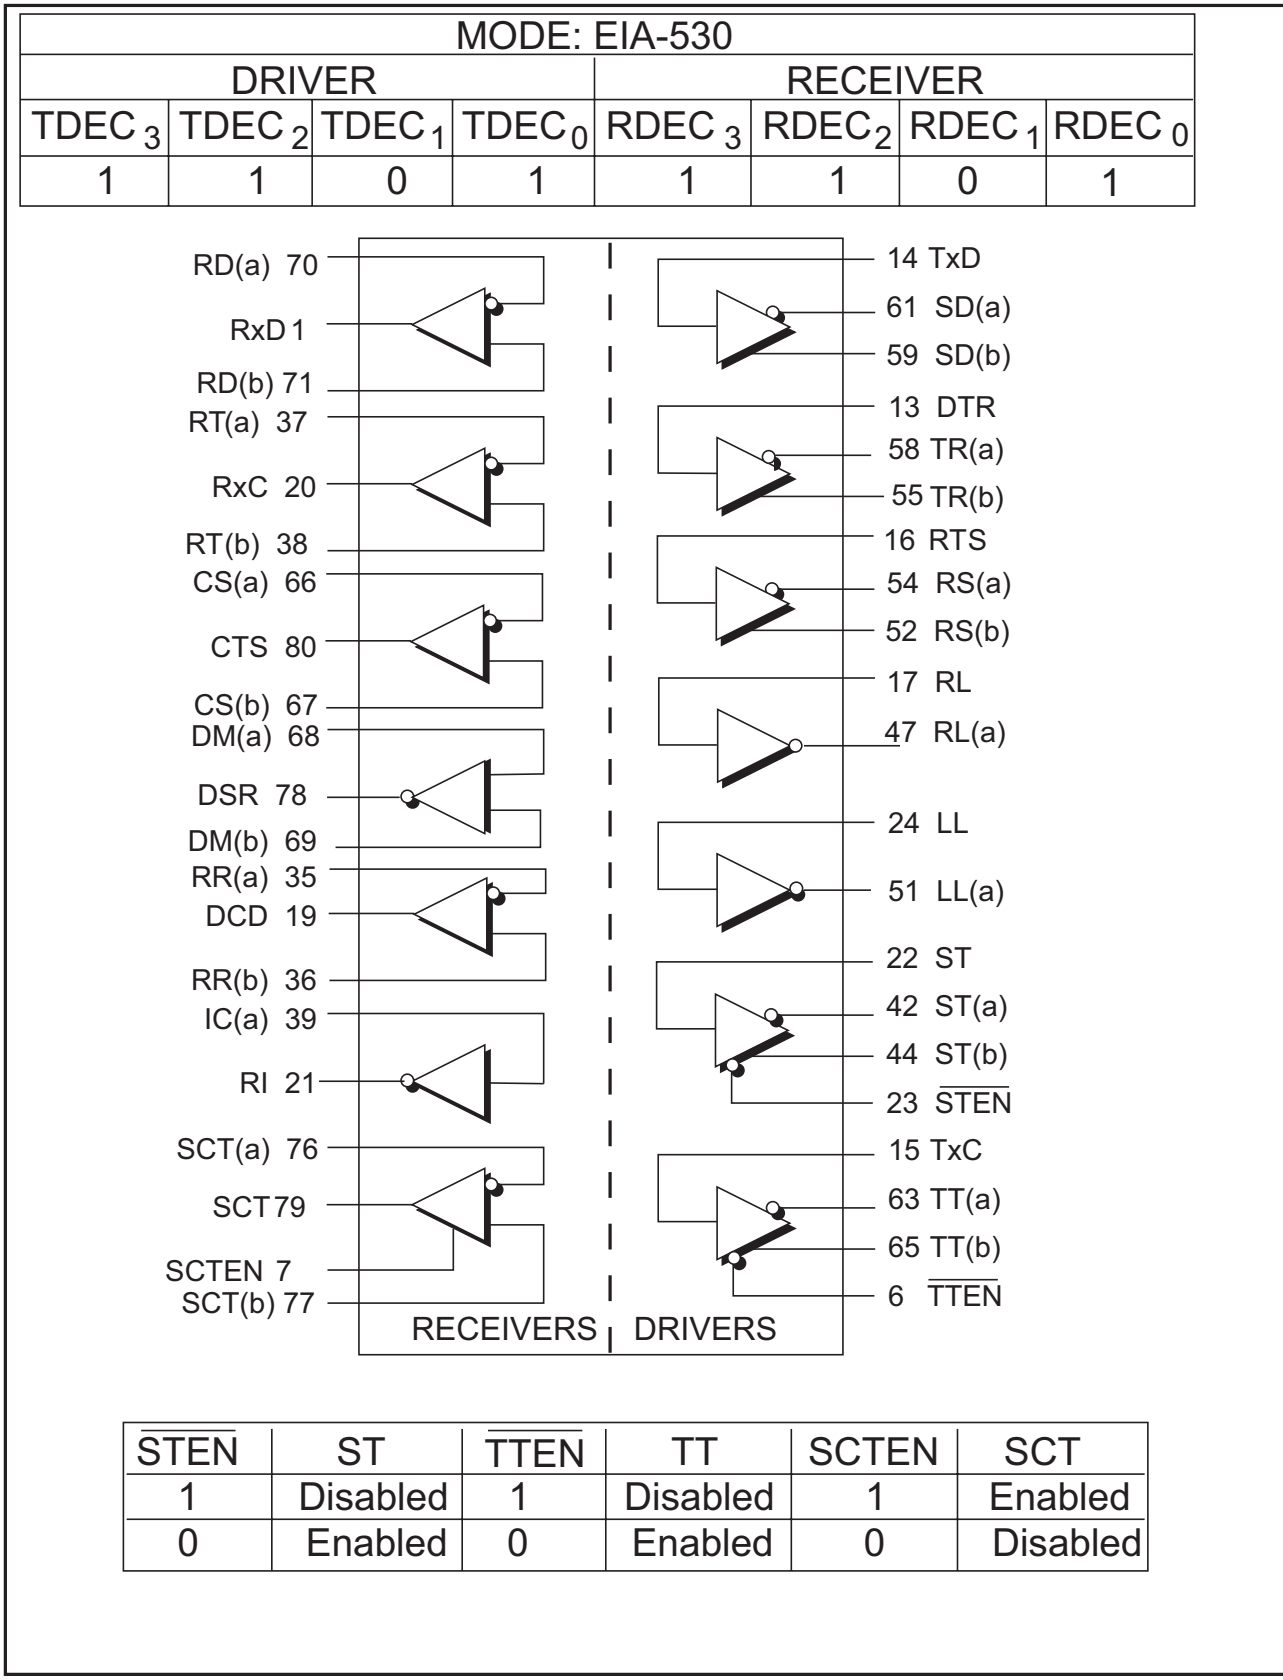 MODE: EIA-530
DRIVER RECEIVER
TDEC3 TDEC2 TDEC1 TDEC0 RDEC3 RDEC2 RDEC1 RDEC0
1 1 0 1 1 1 0 1
RD(a) 70
RxD 1
RD(b) 71
RT(a) 37
RxC 20
RT(b) 38
CS(a) 66
CTS 80
CS(b) 67
DM(a) 68
DSR 78
DM(b) 69
RR(a) 35
DCD 19
RR(b) 36
IC(a) 39
RI 21
SCT(a) 76
SCT 79
SCTEN 7
SCT(b) 77
14 TxD
61 SD(a)
59 SD(b)
13 DTR
58 TR(a)
55 TR(b)
16 RTS
54 RS(a)
52 RS(b)
17 RL
47 RL(a)
24 LL
51 LL(a)
22 ST
42 ST(a)
44 ST(b)
23 STEN
15 TxC
63 TT(a)
65 TT(b)
6 TTEN
RECEIVERS DRIVERS
STEN ST TTEN TT SCTEN SCT
1 Disabled 1 Disabled 1 Enabled
0 Enabled 0 Enabled 0 Disabled